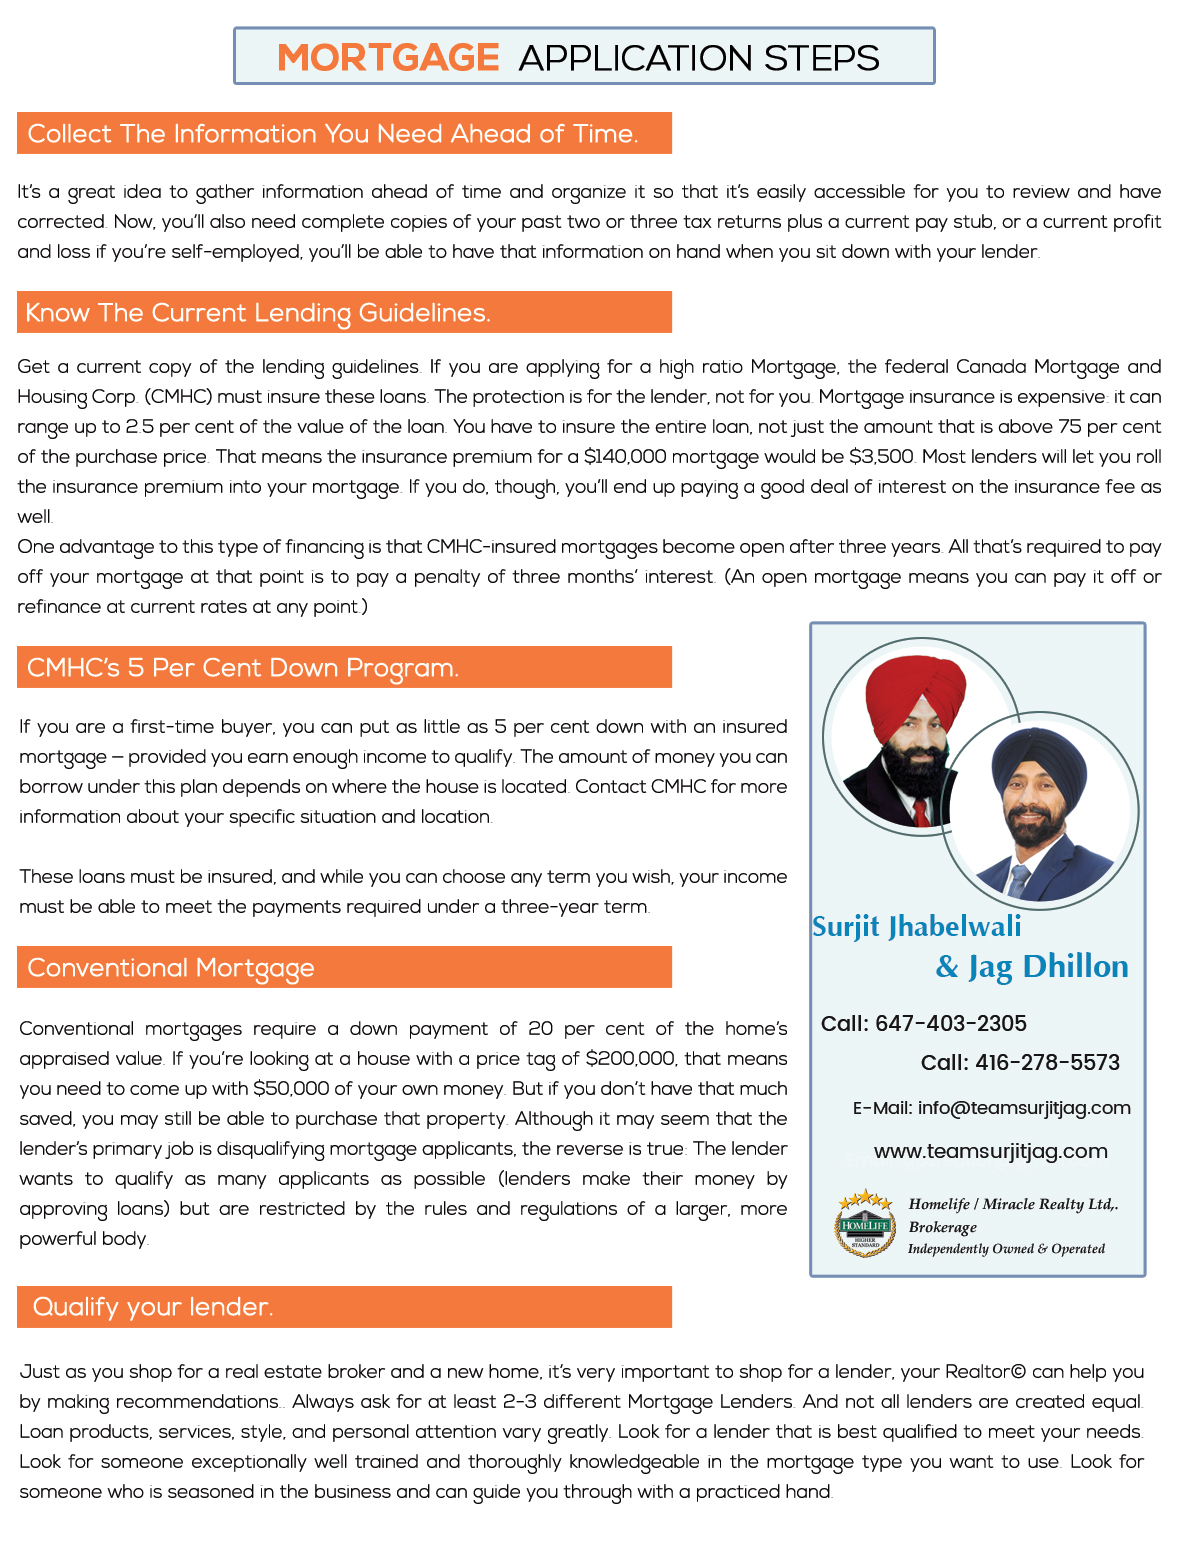 MORTGAGE APPLICATION STEPS
Collect The Information You Need Ahead of Time.
It's a great idea to gather information ahead of time and organize it so that it's easily accessible for you to review and have
corrected. Now, you'll also need complete copies of your past two or three tax returns plus a current pay stub, or a current profit
and loss if you're self-employed, you'll be able to have that information on hand when you sit down with your lender.
Know The Current Lending Guidelines.
Get a current copy of the lending guidelines. If you are applying for a high ratio Mortgage, the federal Canada Mortgage and
Housing Corp. (CMHC) must insure these loans. The protection is for the lender, not for you. Mortgage insurance is expensive: it can
range up to 2.5 per cent of the value of the loan. You have to insure the entire loan, not just the amount that is above 75 per cent
of the purchase price. That means the insurance premium for a $140,000 mortgage would be $3,500. Most lenders will let you roll
the insurance premium into your mortgage. If you do, though, you'll end up paying a good deal of interest on the insurance fee as
well.
One advantage to this type of financing is that CMHC-insured mortgages become open after three years. All that's required to pay
off your mortgage at that point is to pay a penalty of three months' interest. (An open mortgage means you can pay it off or
refinance at current rates at any point.)
CMHC's 5 Per Cent Down Program.
If you are a first-time buyer, you can put as little as 5 per cent down with an insured
mortgage – provided you earn enough income to qualify. The amount of money you can
borrow under this plan depends on where the house is located. Contact CMHC for more
information about your specific situation and location.
These loans must be insured, and while you can choose any term you wish, your income
must be able to meet the payments required under a three-year term.
Conventional Mortgage
Conventional mortgages require a down payment of 20 per cent of the home's
appraised value. If you're looking at a house with a price tag of $200,000, that means
you need to come up with $50,000 of your own money. But if you don't have that much
saved, you may still be able to purchase that property. Although it may seem that the
lender's primary job is disqualifying mortgage applicants, the reverse is true: The lender
wants to qualify as many applicants as possible (lenders make their money by
approving loans) but are restricted by the rules and regulations of a larger, more
powerful body.
Surjit Jhabelwali
& Jag Dhillon
Call: 647-403-2305
Call: 416-278-5573
E-Mail: info@teamsurjitjag.com
www.teamsurjitjag.com
HOMELIFE
HIGHER
STANDARD
Homelife / Miracle Realty Ltd,.
Brokerage
Independently Owned & Operated
Qualify your lender.
Just as you shop for a real estate broker and a new home, it's very important to shop for a lender, your Realtor© can help you
by making recommendations.. Always ask for at least 2-3 different Mortgage Lenders. And not all lenders are created equal.
Loan products, services, style, and personal attention vary greatly. Look for a lender that is best qualified to meet your needs.
Look for someone exceptionally well trained and thoroughly knowledgeable in the mortgage type you want to use. Look for
someone who is seasoned in the business and can guide you through with a practiced hand.